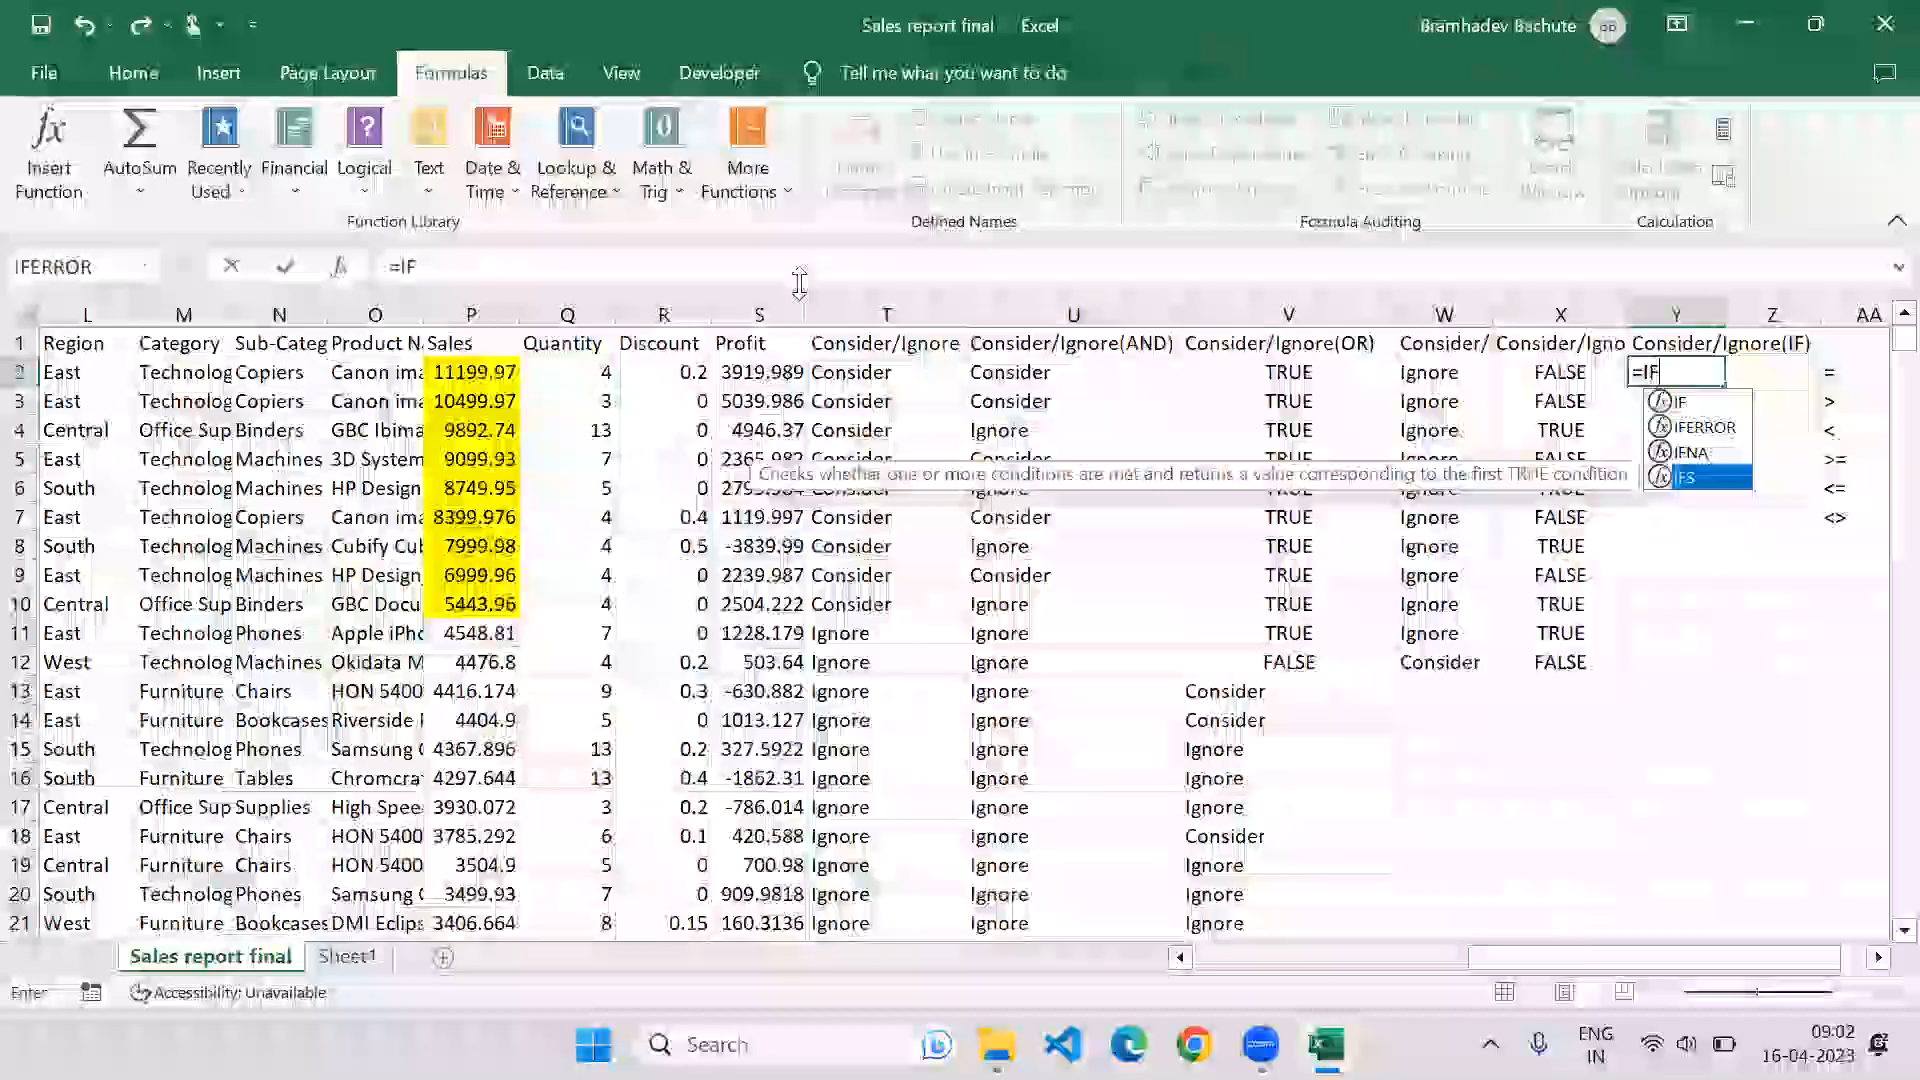 Sales report final Excel Bramhadev Bachute BB
File Home Insert Page Layout Formulas Data View Developer Tell me what you want to do
Insert Function AutoSum Recently Used Financial Logical Text Date & Time Lookup & Reference Math & Trig More Functions
Function Library Defined Names Formula Auditing Calculation
IFERROR fx =IF
L M N O P Q R S T U V W X Y Z AA
1 Region Category Sub-Categ Product N Sales Quantity Discount Profit Consider/Ignore Consider/Ignore(AND) Consider/Ignore(OR) Consider/ Consider/Igno Consider/Ignore(IF)
2 East Technolog Copiers Canon ima 11199.97 4 0.2 3919.989 Consider Consider TRUE Ignore FALSE =IF =
3 East Technolog Copiers Canon ima 10499.97 3 0 5039.986 Consider Consider TRUE Ignore FALSE IF >
4 Central Office Sup Binders GBC Ibima 9892.74 13 0 4946.37 Consider Ignore TRUE Ignore TRUE IFERROR <
5 East Technolog Machines 3D System 9099.93 7 0 2365.982 Consider Consider TRUE Ignore FALSE IFNA >=
Checks whether one or more conditions are met and returns a value corresponding to the first TRUE condition IFS
6 South Technolog Machines HP Design 8749.95 5 0 Ignore <=
7 East Technolog Copiers Canon ima 8399.976 4 0.4 1119.997 Consider Consider TRUE Ignore FALSE <>
8 South Technolog Machines Cubify Cub 7999.98 4 0.5 -3839.99 Consider Ignore TRUE Ignore TRUE
9 East Technolog Machines HP Design 6999.96 4 0 2239.987 Consider Consider TRUE Ignore FALSE
10 Central Office Sup Binders GBC Docu 5443.96 4 0 2504.222 Consider Ignore TRUE Ignore TRUE
11 East Technolog Phones Apple iPho 4548.81 7 0 1228.179 Ignore Ignore TRUE Ignore TRUE
12 West Technolog Machines Okidata M 4476.8 4 0.2 503.64 Ignore Ignore FALSE Consider FALSE
13 East Furniture Chairs HON 5400 4416.174 9 0.3 -630.882 Ignore Ignore Consider
14 East Furniture Bookcases Riverside 4404.9 5 0 1013.127 Ignore Ignore Consider
15 South Technolog Phones Samsung 4367.896 13 0.2 327.5922 Ignore Ignore Ignore
16 South Furniture Tables Chromcra 4297.644 13 0.4 -1862.31 Ignore Ignore Ignore
17 Central Office Sup Supplies High Spee 3930.072 3 0.2 -786.014 Ignore Ignore Ignore
18 East Furniture Chairs HON 5400 3785.292 6 0.1 420.588 Ignore Ignore Consider
19 Central Furniture Chairs HON 5400 3504.9 5 0 700.98 Ignore Ignore Ignore
20 South Technolog Phones Samsung 3499.93 7 0 909.9818 Ignore Ignore Ignore
21 West Furniture Bookcases DMI Eclips 3406.664 8 0.15 160.3136 Ignore Ignore Ignore
Sales report final Sheet1
Enter Accessibility: Unavailable
Search ENG IN 09:02 16-04-2023